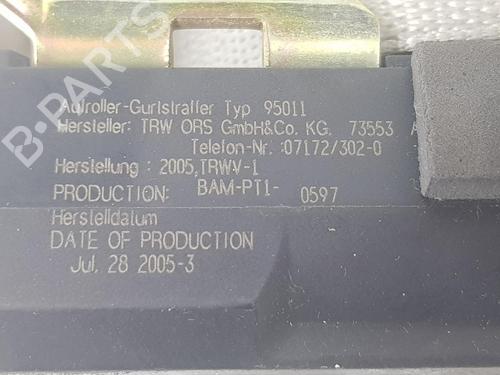 B-PARTS
Aufroller-Gurtstraffer Typ 95011
Hersteller: TRW ORS GmbH&Co. KG. 73553 A
Telefon-Nr.:07172/302-0
Herstellung : 2005,TRWV-1
PRODUCTION: BAM-PT1- 0597
Herstelldatum
DATE OF PRODUCTION
Jul, 28 2005-3